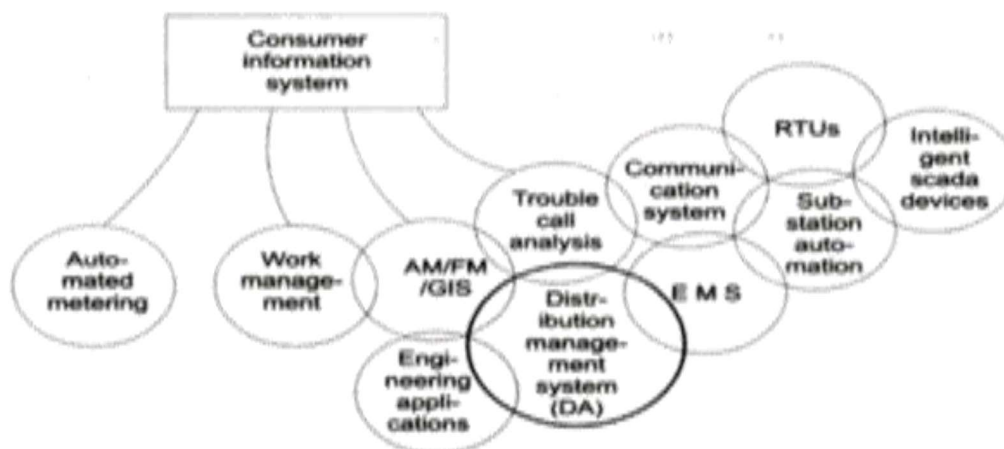 Consumer
information
system
RTUs
Intelli-
gent
scada
devices
Communi-
cation
system
Trouble
call
analysis
Sub-
station
auto-
mation
Auto-
mated
metering
Work
manage-
ment
AM/FM
/GIS
E M S
Distr-
ibution
manage-
ment
system
(DA)
Engi-
neering
appli-
cations